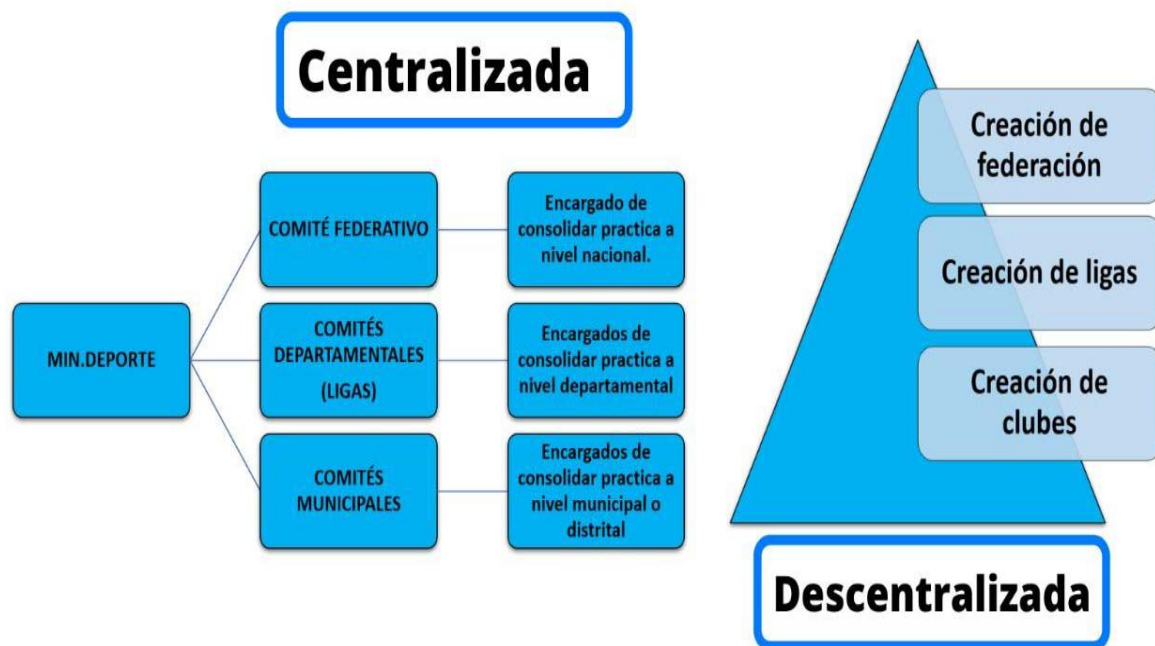 Centralizada
MIN.DEPORTE
COMITÉ FEDERATIVO
Encargado de
consolidar practica a
nivel nacional.
COMITÉS
DEPARTAMENTALES
(LIGAS)
Encargados de
consolidar practica a
nivel departamental
COMITÉS
MUNICIPALES
Encargados de
consolidar practica a
nivel municipal o
distrital
Creación de
federación
Creación de ligas
Creación de
clubes
Descentralizada